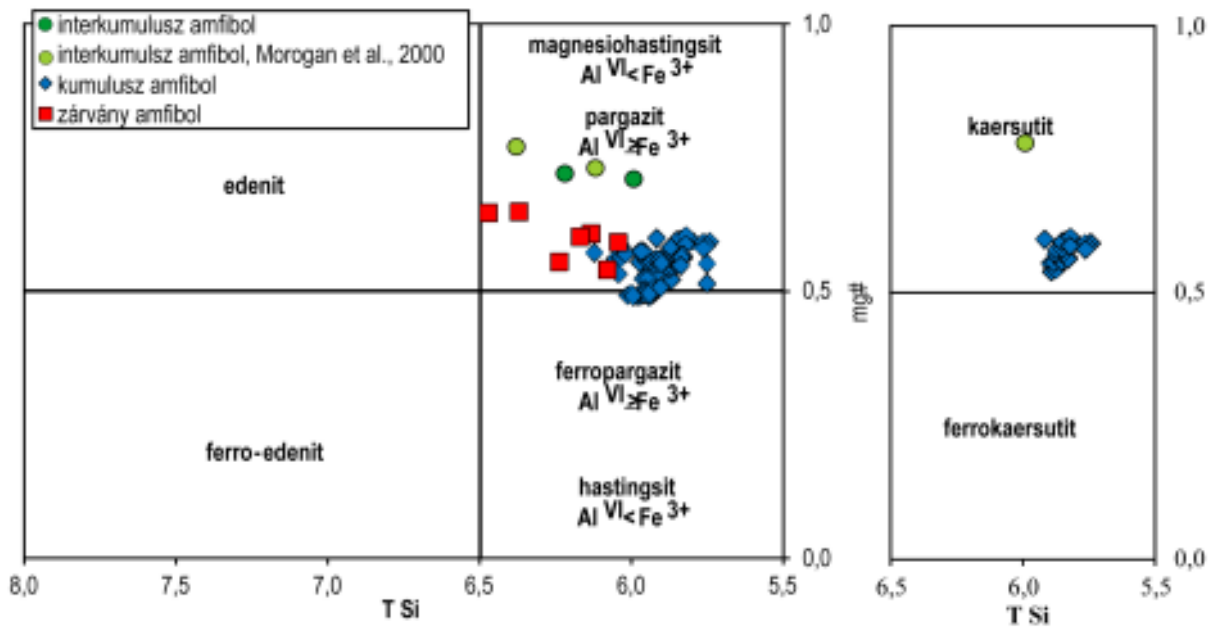 interkumulusz amfibol
interkumulsz amfibol, Morogan et al., 2000
kumulusz amfibol
zárvány amfibol
magnesiohastingsit
Al VI< Fe 3+
pargazit
Al VI≥Fe 3+
edenit
ferropargazit
Al VI≥Fe 3+
ferro-edenit
hastingsit
Al VI< Fe 3+
1,0
0,5
0,0
8,0 7,5 7,0 6,5 6,0 5,5
T Si
mg#
kaersutit
ferrokaersutit
1,0
0,5
0,0
6,5 6,0 5,5
T Si